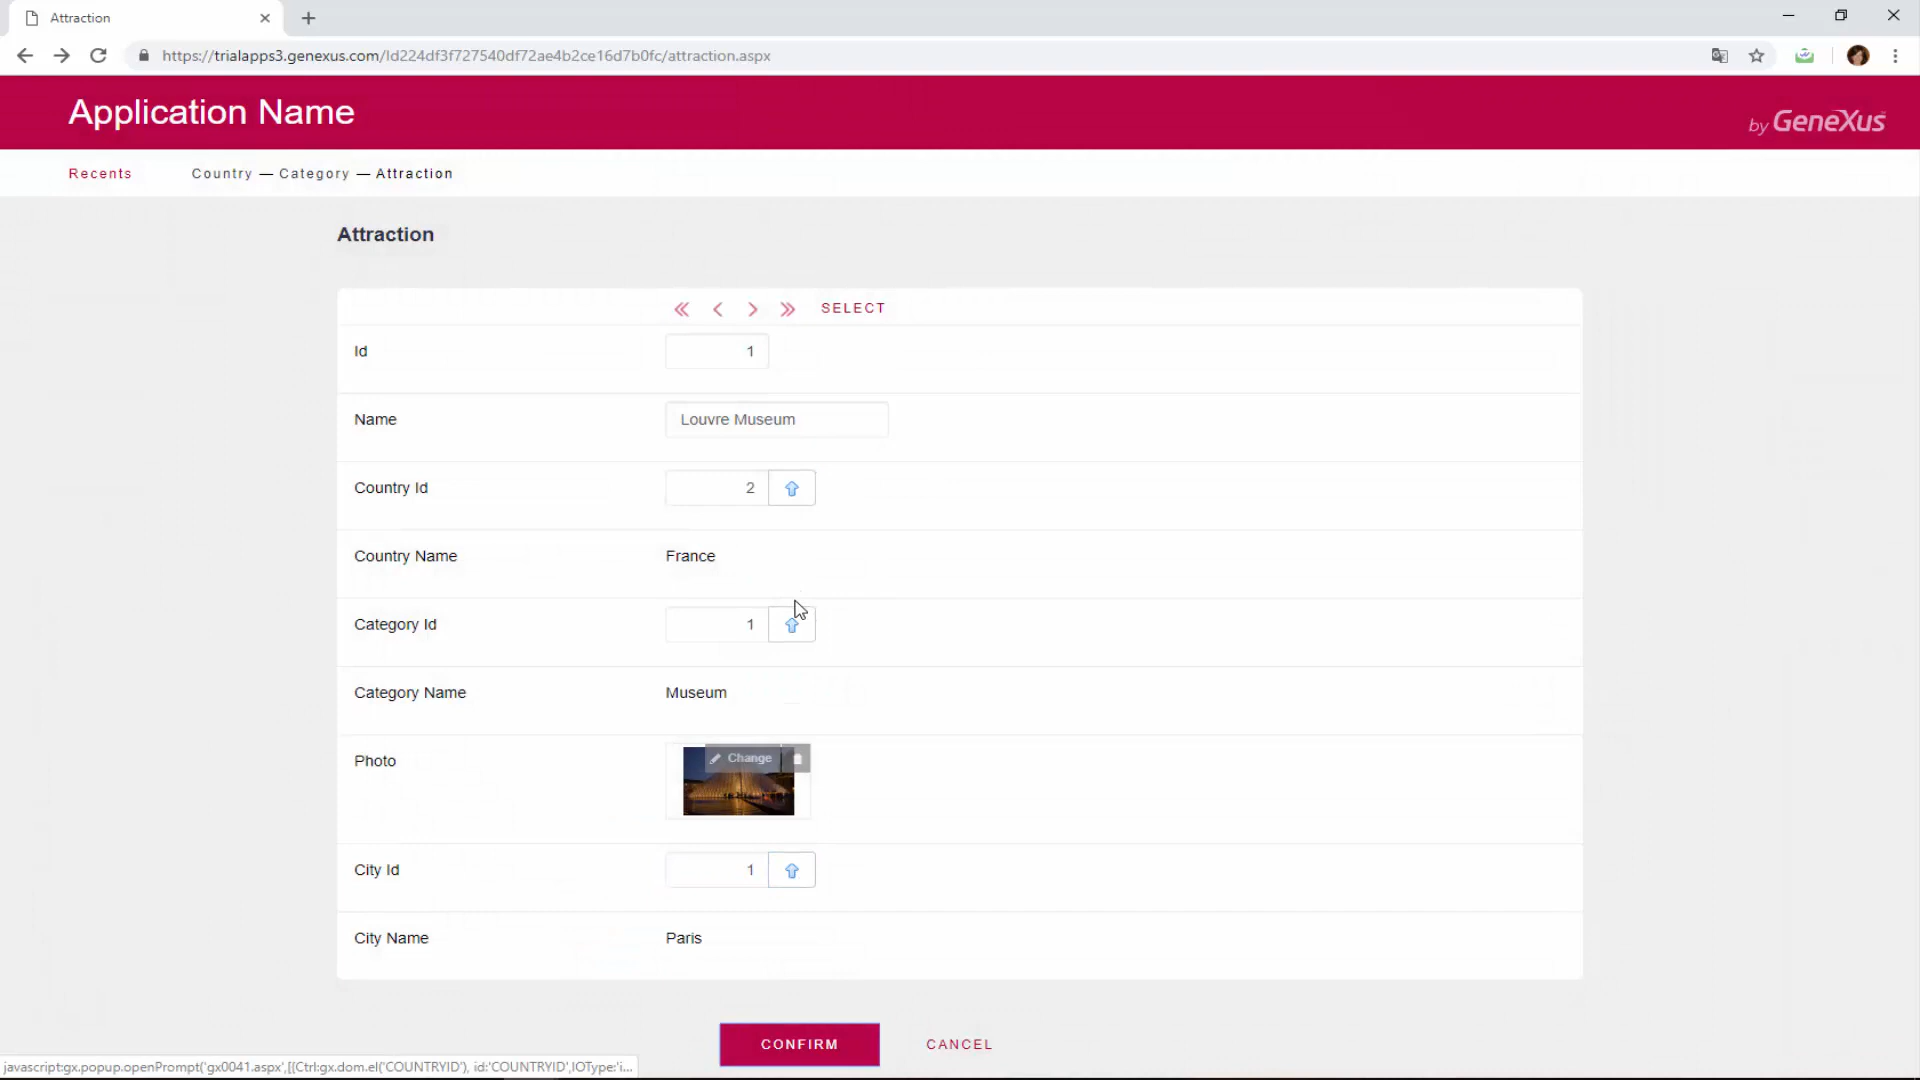 Attraction
https://trialapps3.genexus.com/Id224df3f727540df72ae4b2ce16d7b0fc/attraction.aspx
Application Name
by GeneXus
Recents Country — Category — Attraction
Attraction
SELECT
Id 1
Name Louvre Museum
Country Id 2
Country Name France
Category Id 1
Category Name Museum
Photo Change
City Id 1
City Name Paris
CONFIRM CANCEL
javascript:gx.popup.openPrompt('gx0041.aspx',[{Ctrl:gx.dom.el('COUNTRYID'), id:'COUNTRYID',IOType:'i...